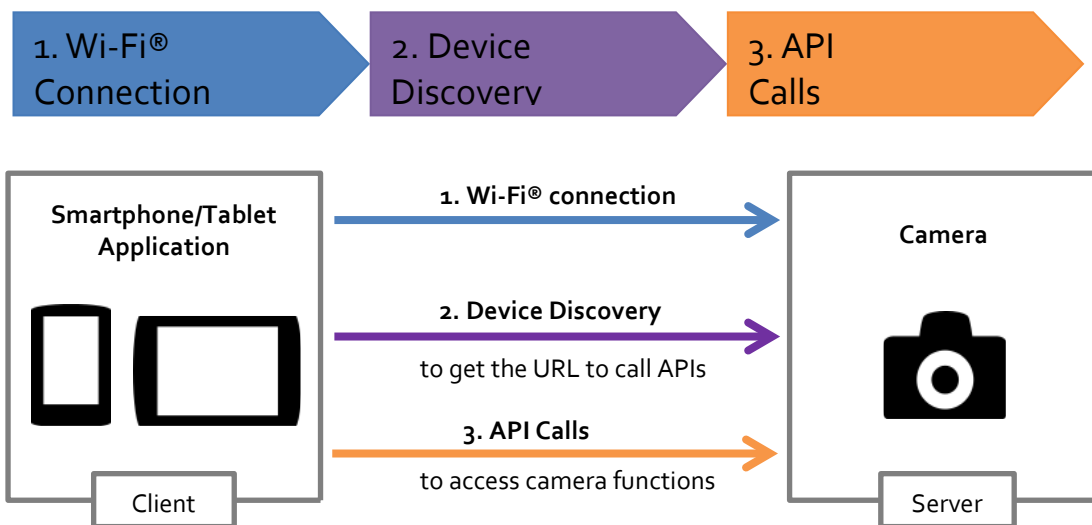 1. Wi-Fi®
Connection
2. Device
Discovery
3. API
Calls
Smartphone/Tablet
Application
Client
1. Wi-Fi® connection
2. Device Discovery
to get the URL to call APIs
3. API Calls
to access camera functions
Camera
Server